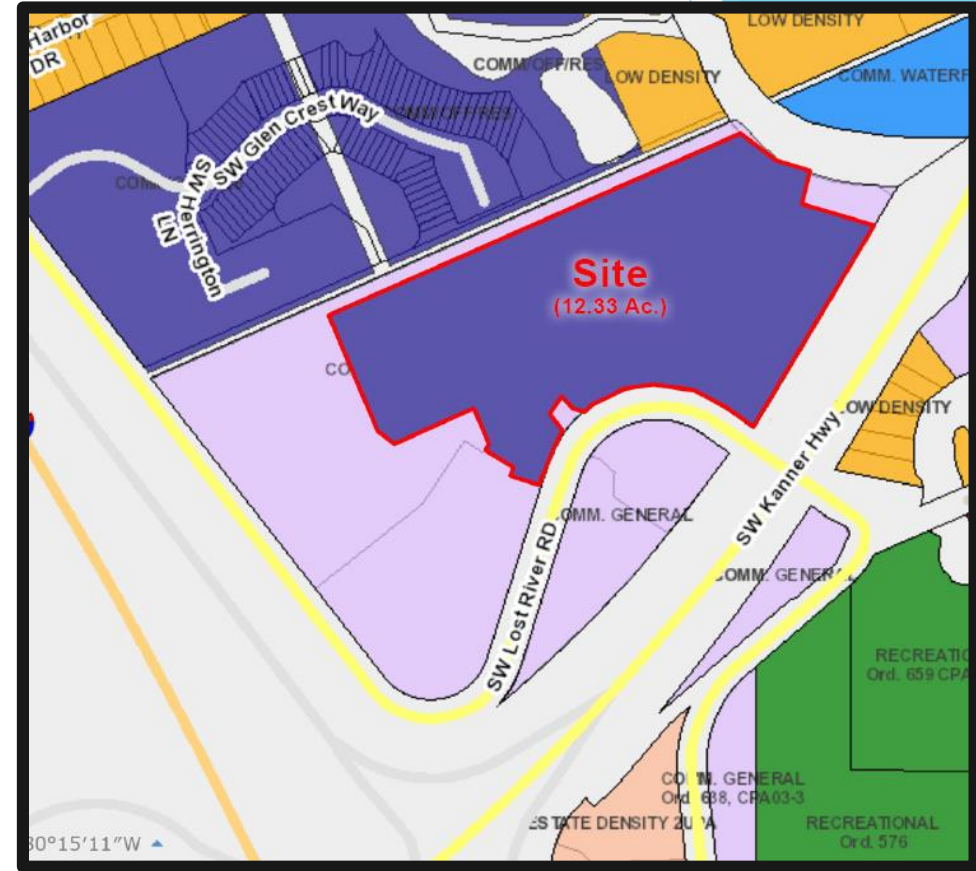 Harbor
DR
LOW DENSITY
COMM/OFF/RES
LOW DENSITY
COMM. WATERF
SW Glen Crest Way
COMM/OFF/RES
SW Herrington
LN
Site
(12.33 Ac.)
CO
LOW DENSITY
SW Kanner Hwy
COMM. GENERAL
SW Lost River RD
COMM. GENERAL
RECREATIO
Ord. 659 CPA
COMM. GENERAL
Ord. 638, CPA03-3
ESTATE DENSITY 2UPA
RECREATIONAL
Ord. 576
80°15'11"W